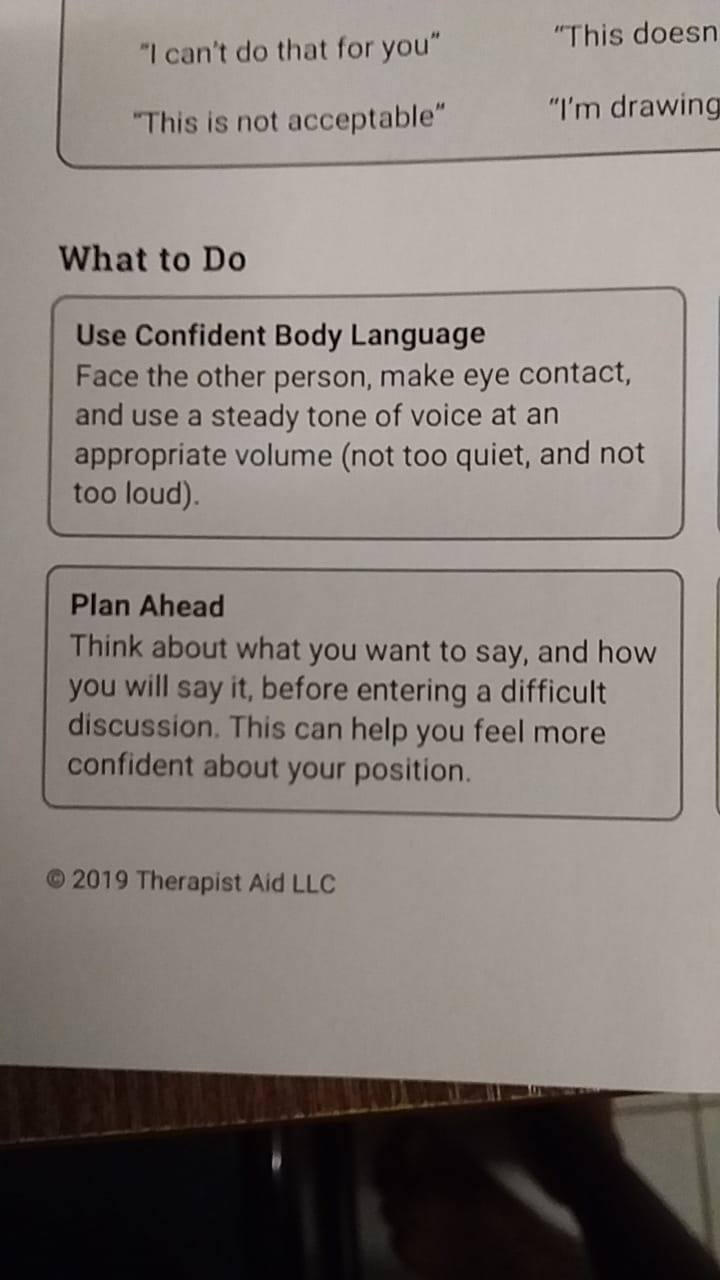 "I can't do that for you" "This doesn
"This is not acceptable" "I'm drawing
What to Do
Use Confident Body Language
Face the other person, make eye contact,
and use a steady tone of voice at an
appropriate volume (not too quiet, and not
too loud).
Plan Ahead
Think about what you want to say, and how
you will say it, before entering a difficult
discussion. This can help you feel more
confident about your position.
© 2019 Therapist Aid LLC